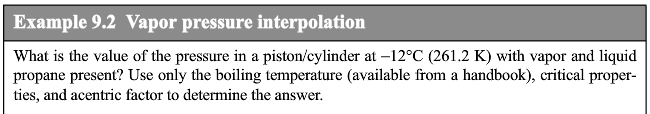 Example 9.2 Vapor pressure interpolation
What is the value of the pressure in a piston/cylinder at –12°C (261.2 K) with vapor and liquid
propane present? Use only the boiling temperature (available from a handbook), critical proper-
ties, and acentric factor to determine the answer.